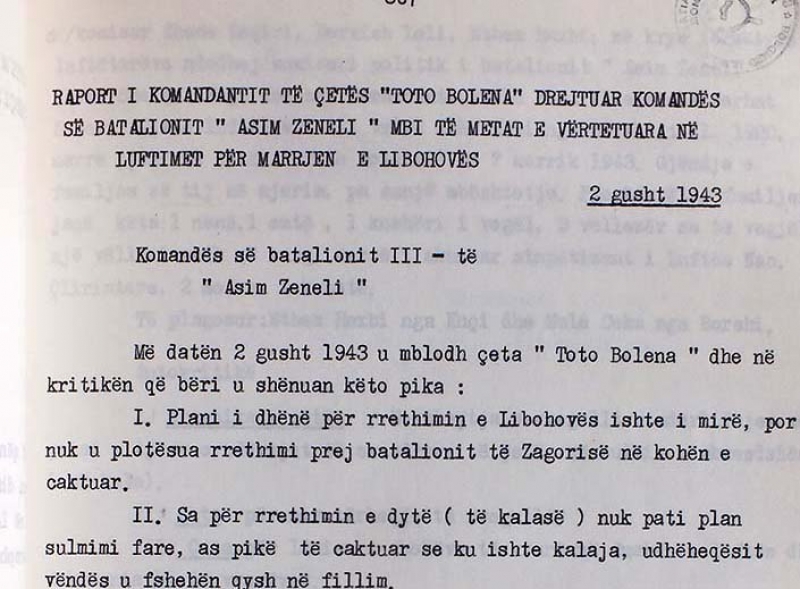 RAPORT I KOMANDANTIT TË ÇETËS "TOTO BOLENA" DREJTUAR KOMANDËS
SË BATALIONIT " ASIM ZENELI " MBI TË METAT E VËRTETUARA NË
LUFTIMET PËR MARRJEN E LIBOHOVËS
2 gusht 1943
Komandës së batalionit III - të
" Asim Zeneli "
Më datën 2 gusht 1943 u mblodh çeta " Toto Bolena " dhe në
kritikën që bëri u shënuan këto pika :
I. Plani i dhënë për rrethimin e Libohovës ishte i mirë, por
nuk u plotësua rrethimi prej batalionit të Zagorisë në kohën e
caktuar.
II. Sa për rrethimin e dytë ( të kalasë ) nuk pati plan
sulmimi fare, as pikë të caktuar se ku ishte kalaja, udhëheqësit
vëndës u fshehën qysh në fillim.